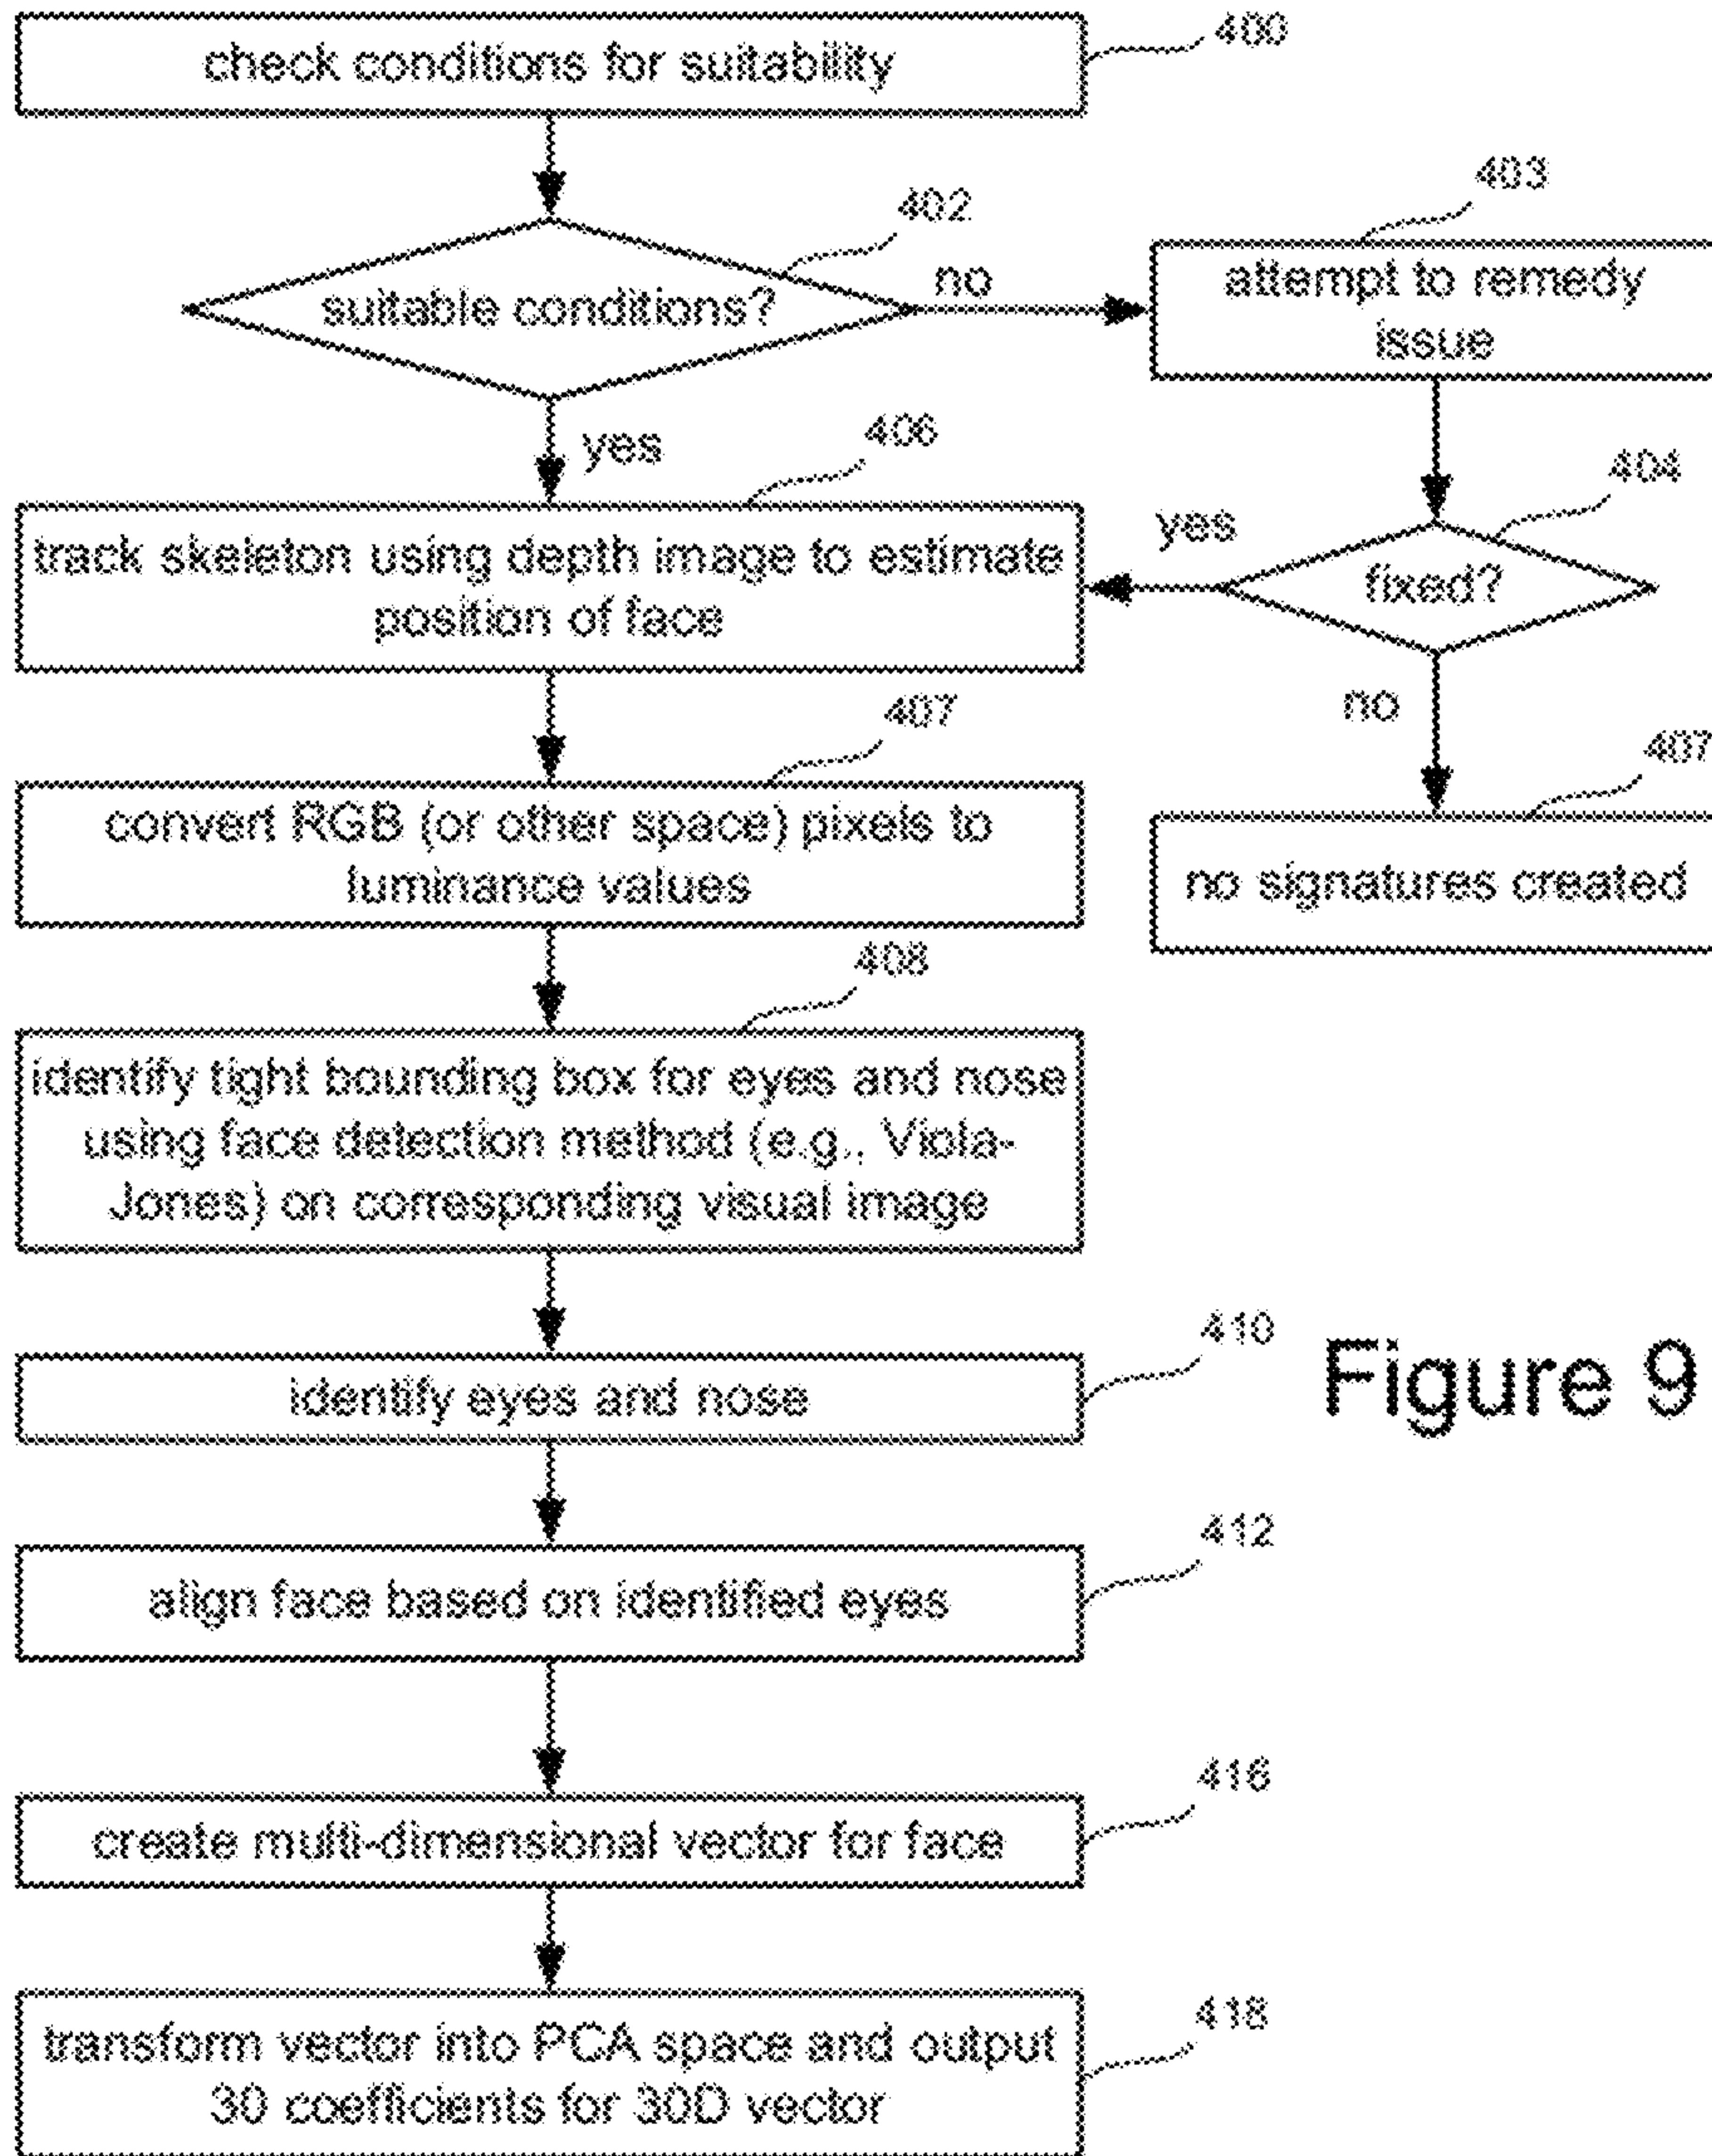 check conditions for suitability
400
402
suitable conditions?
no
403
attempt to remedy
issue
yes
406
track skeleton using depth image to estimate
position of face
404
yes
fixed?
no
407
convert RGB (or other space) pixels to
luminance values
407
no signatures created
408
identify tight bounding box for eyes and nose
using face detection method (e.g., Viola-
Jones) on corresponding visual image
410
identify eyes and nose
Figure 9
412
align face based on identified eyes
416
create multi-dimensional vector for face
418
transform vector into PCA space and output
30 coefficients for 30D vector